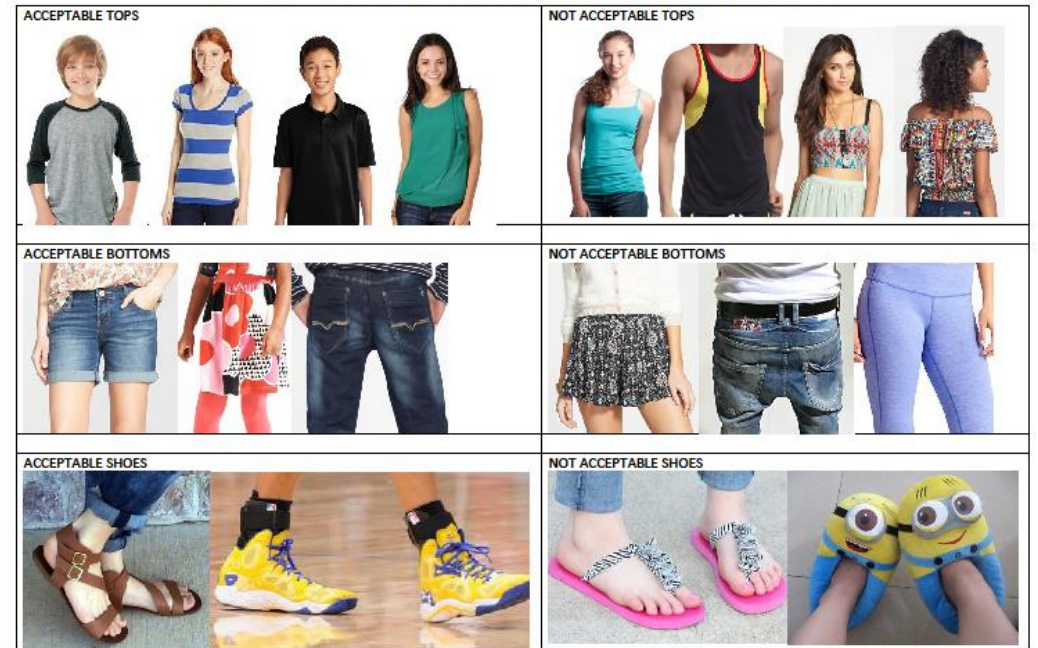 ACCEPTABLE TOPS
NOT ACCEPTABLE TOPS
ACCEPTABLE BOTTOMS
NOT ACCEPTABLE BOTTOMS
ACCEPTABLE SHOES
NOT ACCEPTABLE SHOES